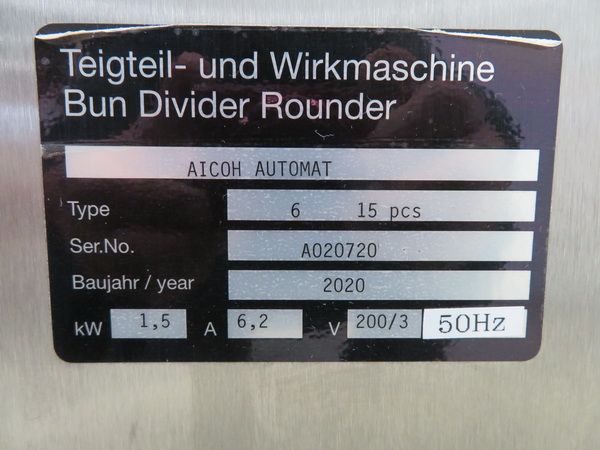 Teigteil- und Wirkmaschine
Bun Divider Rounder
AICOH AUTOMAT
Type 6 15 pcs
Ser.No. A020720
Baujahr / year 2020
kW 1,5 A 6,2 V 200/3 50Hz